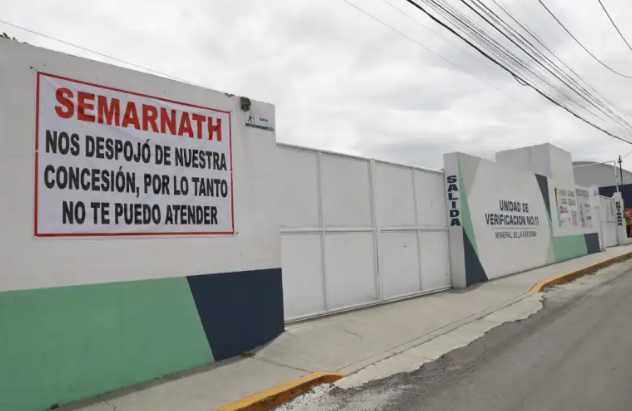 SEMARNATH
NOS DESPOJÓ DE NUESTRA
CONCESIÓN, POR LO TANTO
NO TE PUEDO ATENDER
SALIDA
UNIDAD DE
VERIFICACION NO.11
MINERAL DE LA REFORMA